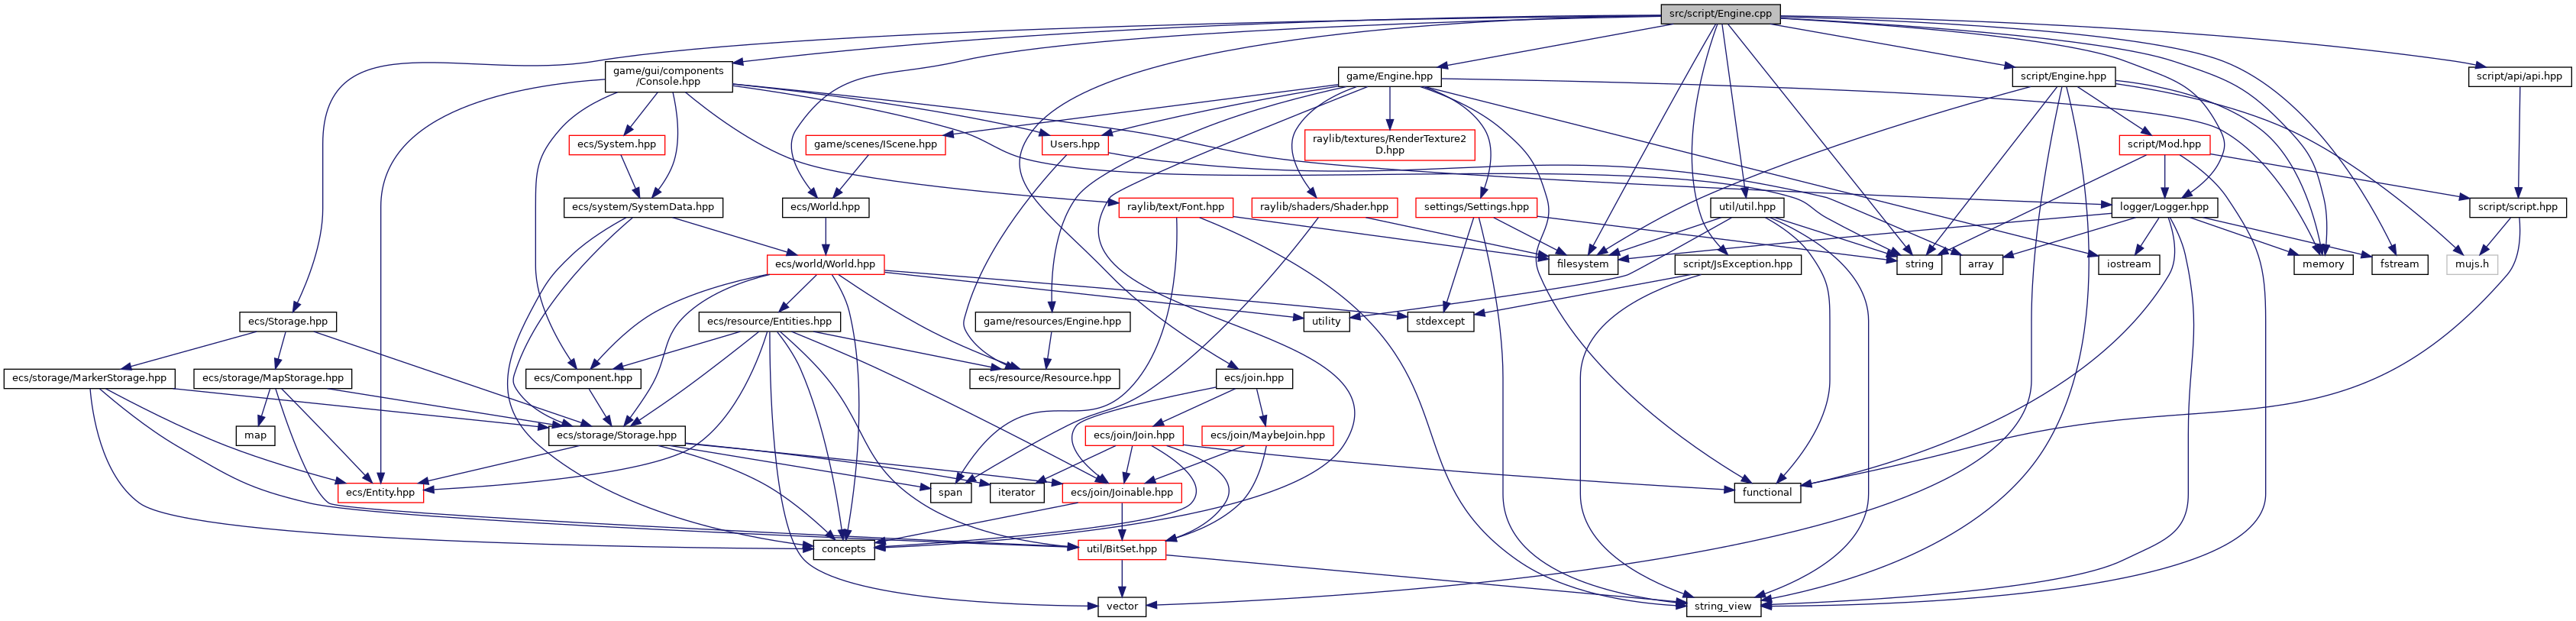 src/script/Engine.cpp
game/gui/components
/Console.hpp
game/Engine.hpp
script/Engine.hpp
script/api/api.hpp
ecs/System.hpp
game/scenes/IScene.hpp
Users.hpp
raylib/textures/RenderTexture2
D.hpp
script/Mod.hpp
ecs/system/SystemData.hpp
ecs/World.hpp
raylib/text/Font.hpp
raylib/shaders/Shader.hpp
settings/Settings.hpp
util/util.hpp
logger/Logger.hpp
script/script.hpp
ecs/world/World.hpp
filesystem
script/JsException.hpp
string
array
iostream
memory
fstream
mujs.h
ecs/Storage.hpp
ecs/resource/Entities.hpp
game/resources/Engine.hpp
utility
stdexcept
ecs/storage/MarkerStorage.hpp
ecs/storage/MapStorage.hpp
ecs/Component.hpp
ecs/resource/Resource.hpp
ecs/join.hpp
map
ecs/storage/Storage.hpp
ecs/join/Join.hpp
ecs/join/MaybeJoin.hpp
ecs/Entity.hpp
span
iterator
ecs/join/Joinable.hpp
functional
concepts
util/BitSet.hpp
vector
string_view